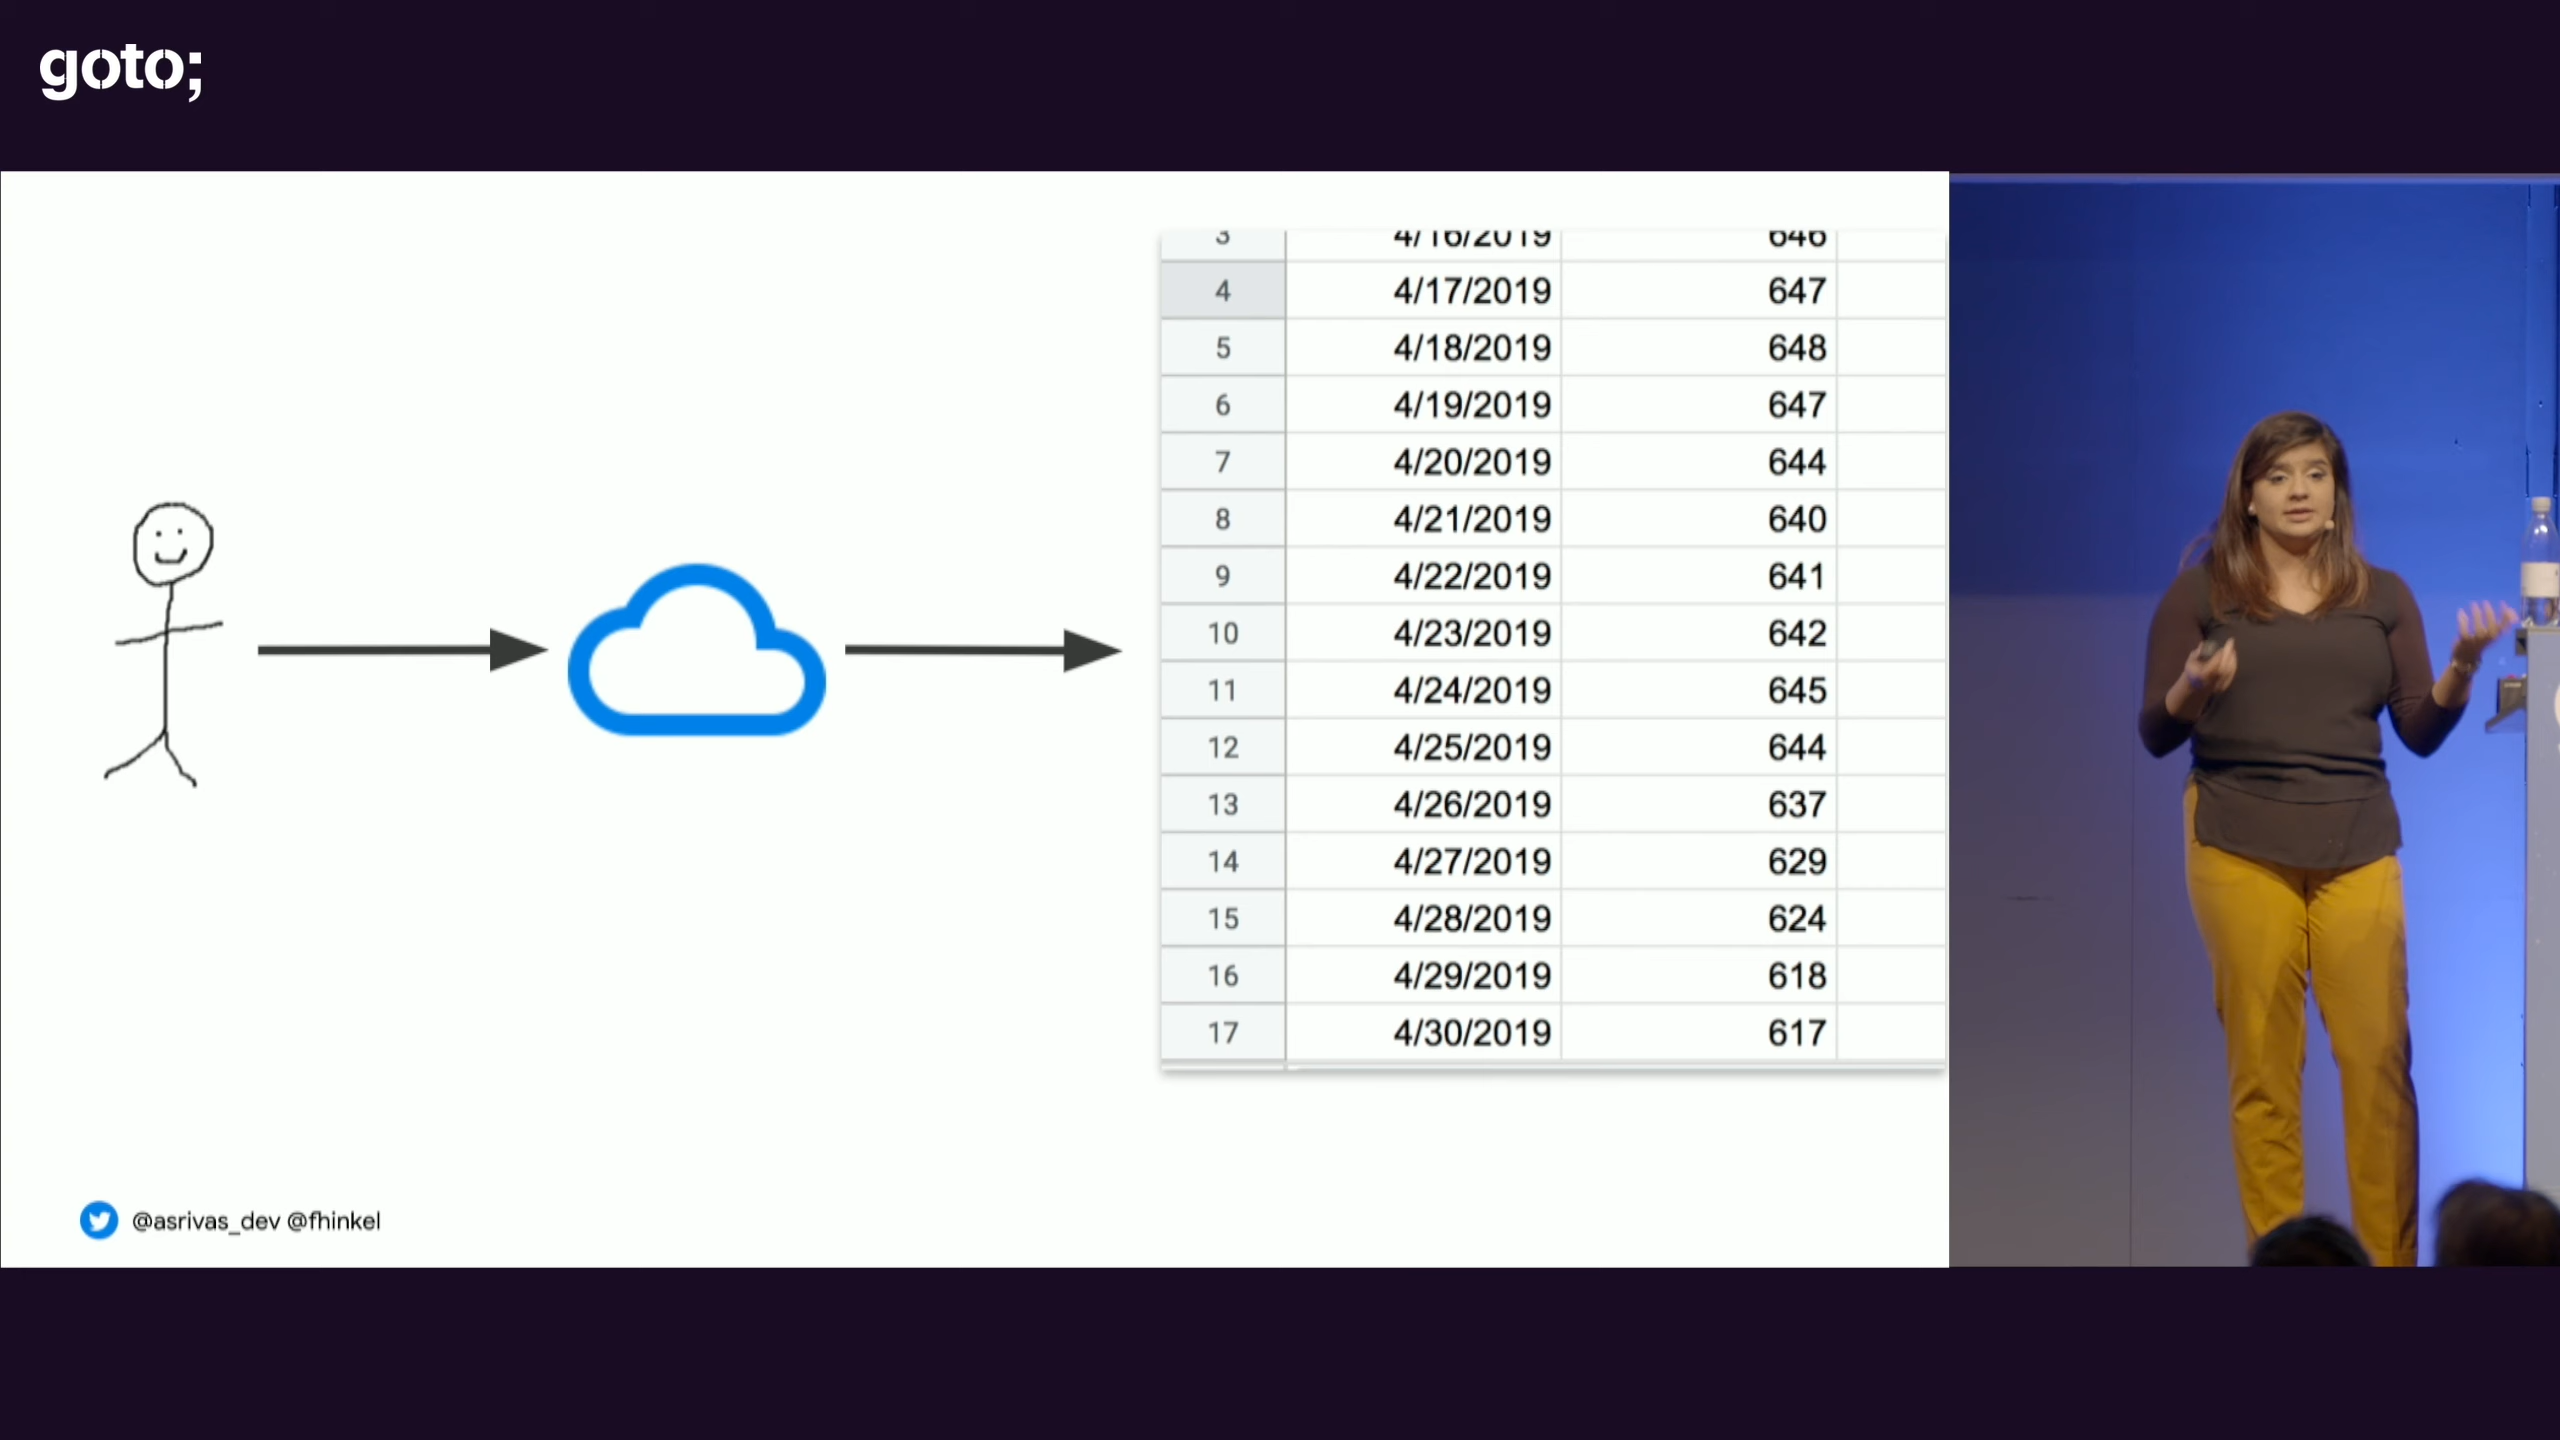 goto;
3 4/16/2019 646
4 4/17/2019 647
5 4/18/2019 648
6 4/19/2019 647
7 4/20/2019 644
8 4/21/2019 640
9 4/22/2019 641
10 4/23/2019 642
11 4/24/2019 645
12 4/25/2019 644
13 4/26/2019 637
14 4/27/2019 629
15 4/28/2019 624
16 4/29/2019 618
17 4/30/2019 617
@asrivas_dev @fhinkel